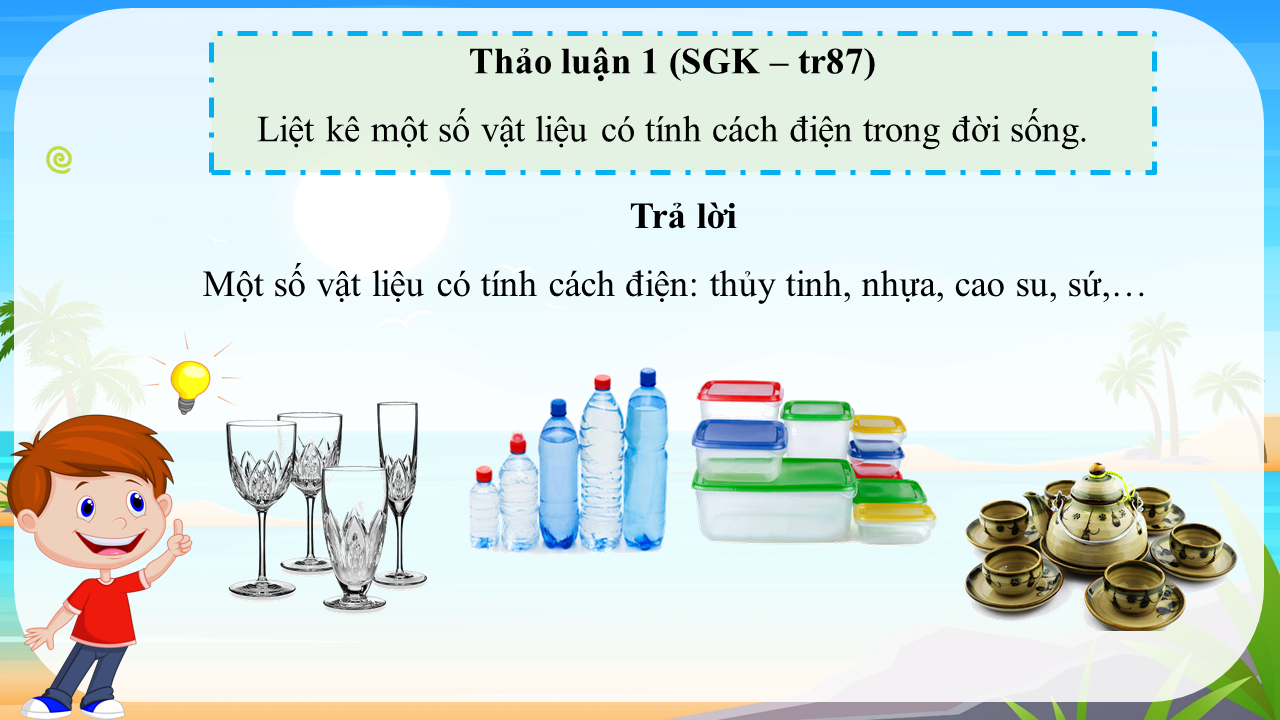 Thảo luận 1 (SGK – tr87)
Liệt kê một số vật liệu có tính cách điện trong đời sống.
Trả lời
Một số vật liệu có tính cách điện: thủy tinh, nhựa, cao su, sứ,…